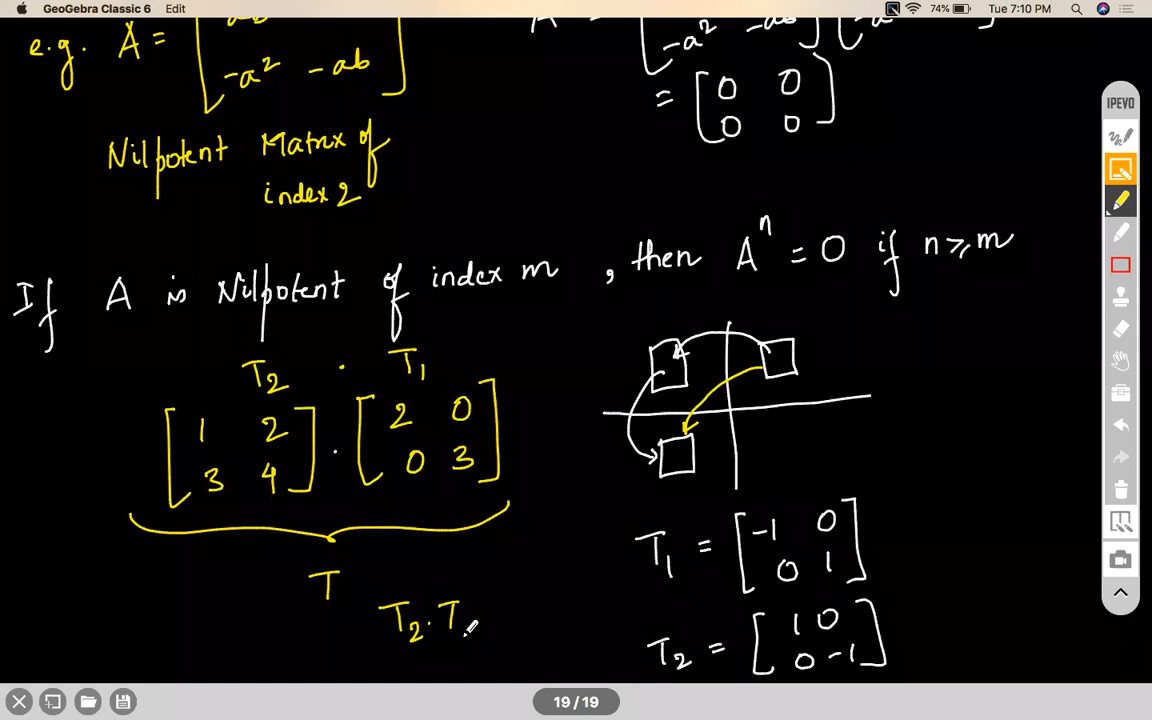 GeoGebra Classic 6 Edit 74% Tue 7:10 PM
e.g. A = [
-a² -ab ]
-a² -ab ] [
= [ 0 0
0 0 ]
IPEVO
Nilpotent Matrix of
index 2
If A is Nilpotent of index m , then Aⁿ = 0 if n ⩾ m
T₂ · T₁
[ 1 2
3 4 ] · [ 2 0
0 3 ]
T
T₂ · T
T₁ = [ -1 0
0 1 ]
T₂ = [ 1 0
0 -1 ]
19 / 19